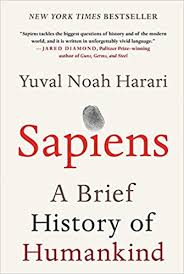 NEW YORK TIMES BESTSELLER
"Sapiens tackles the biggest questions of history and of the modern
world, and it is written in unforgettably vivid language."
—JARED DIAMOND, Pulitzer Prize–winning
author of Guns, Germs, and Steel
Yuval Noah Harari
Sapiens
A Brief
History of
Humankind